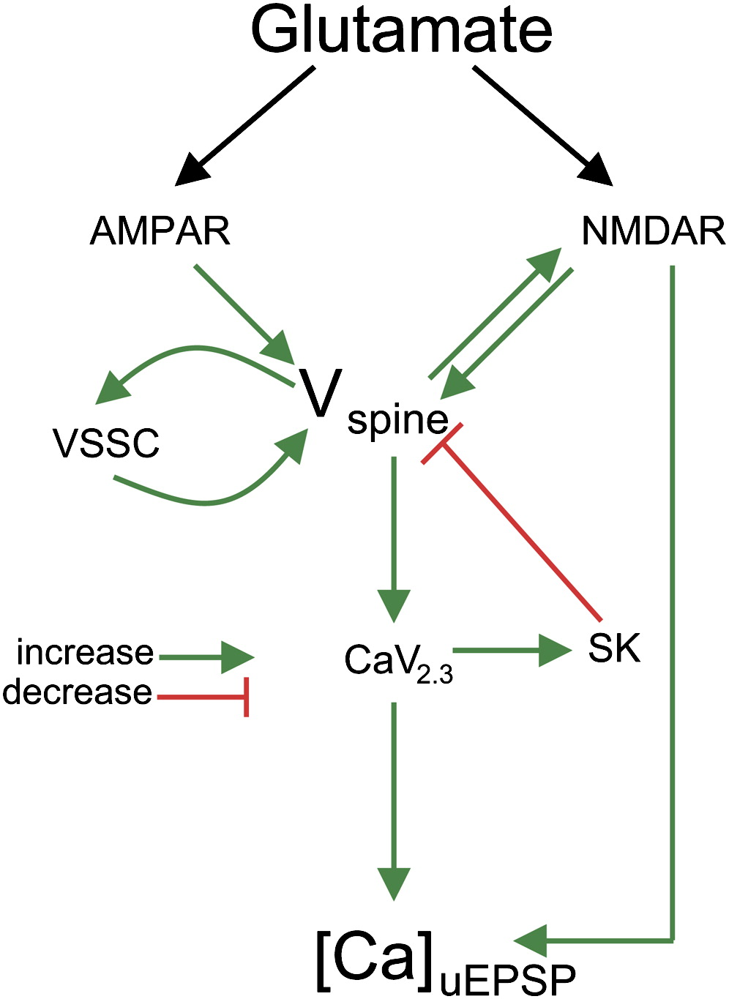 Glutamate
AMPAR
NMDAR
V spine
VSSC
increase
decrease
CaV2.3
SK
[Ca]uEPSP